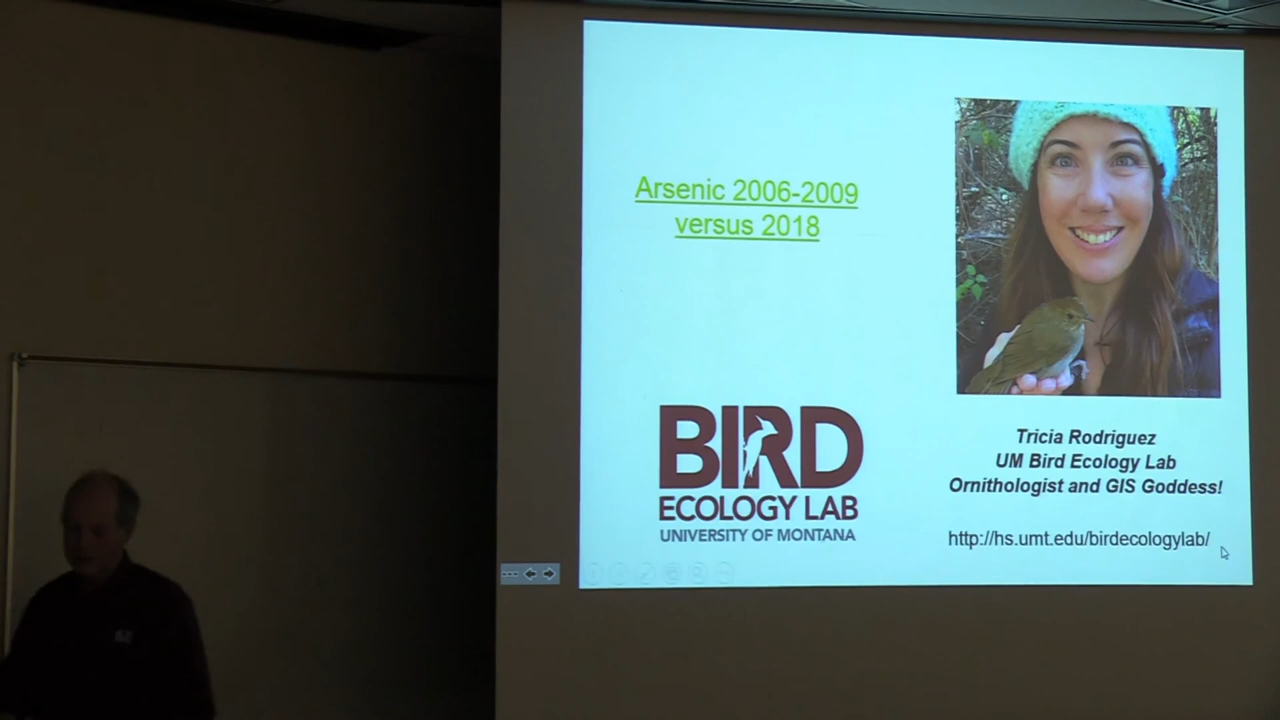 Arsenic 2006-2009
versus 2018
BIRD
ECOLOGY LAB
UNIVERSITY OF MONTANA
Tricia Rodriguez
UM Bird Ecology Lab
Ornithologist and GIS Goddess!
http://hs.umt.edu/birdecologylab/